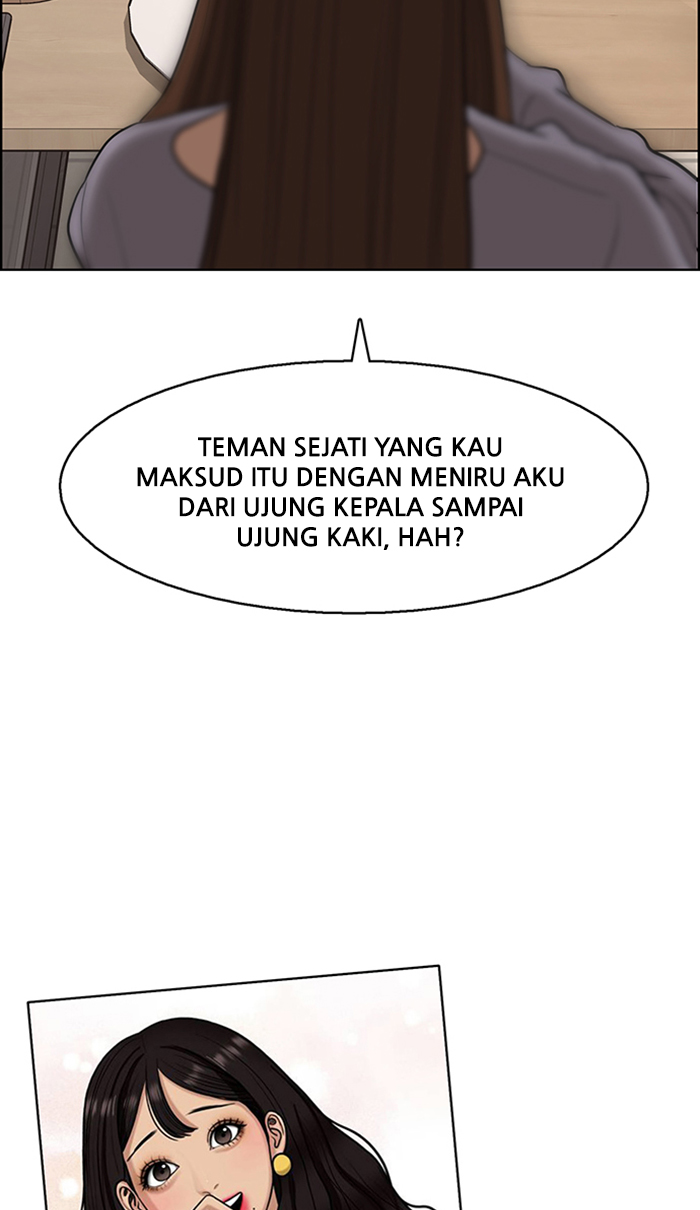 TEMAN SEJATI YANG KAU
MAKSUD ITU DENGAN MENIRU AKU
DARI UJUNG KEPALA SAMPAI
UJUNG KAKI, HAH?